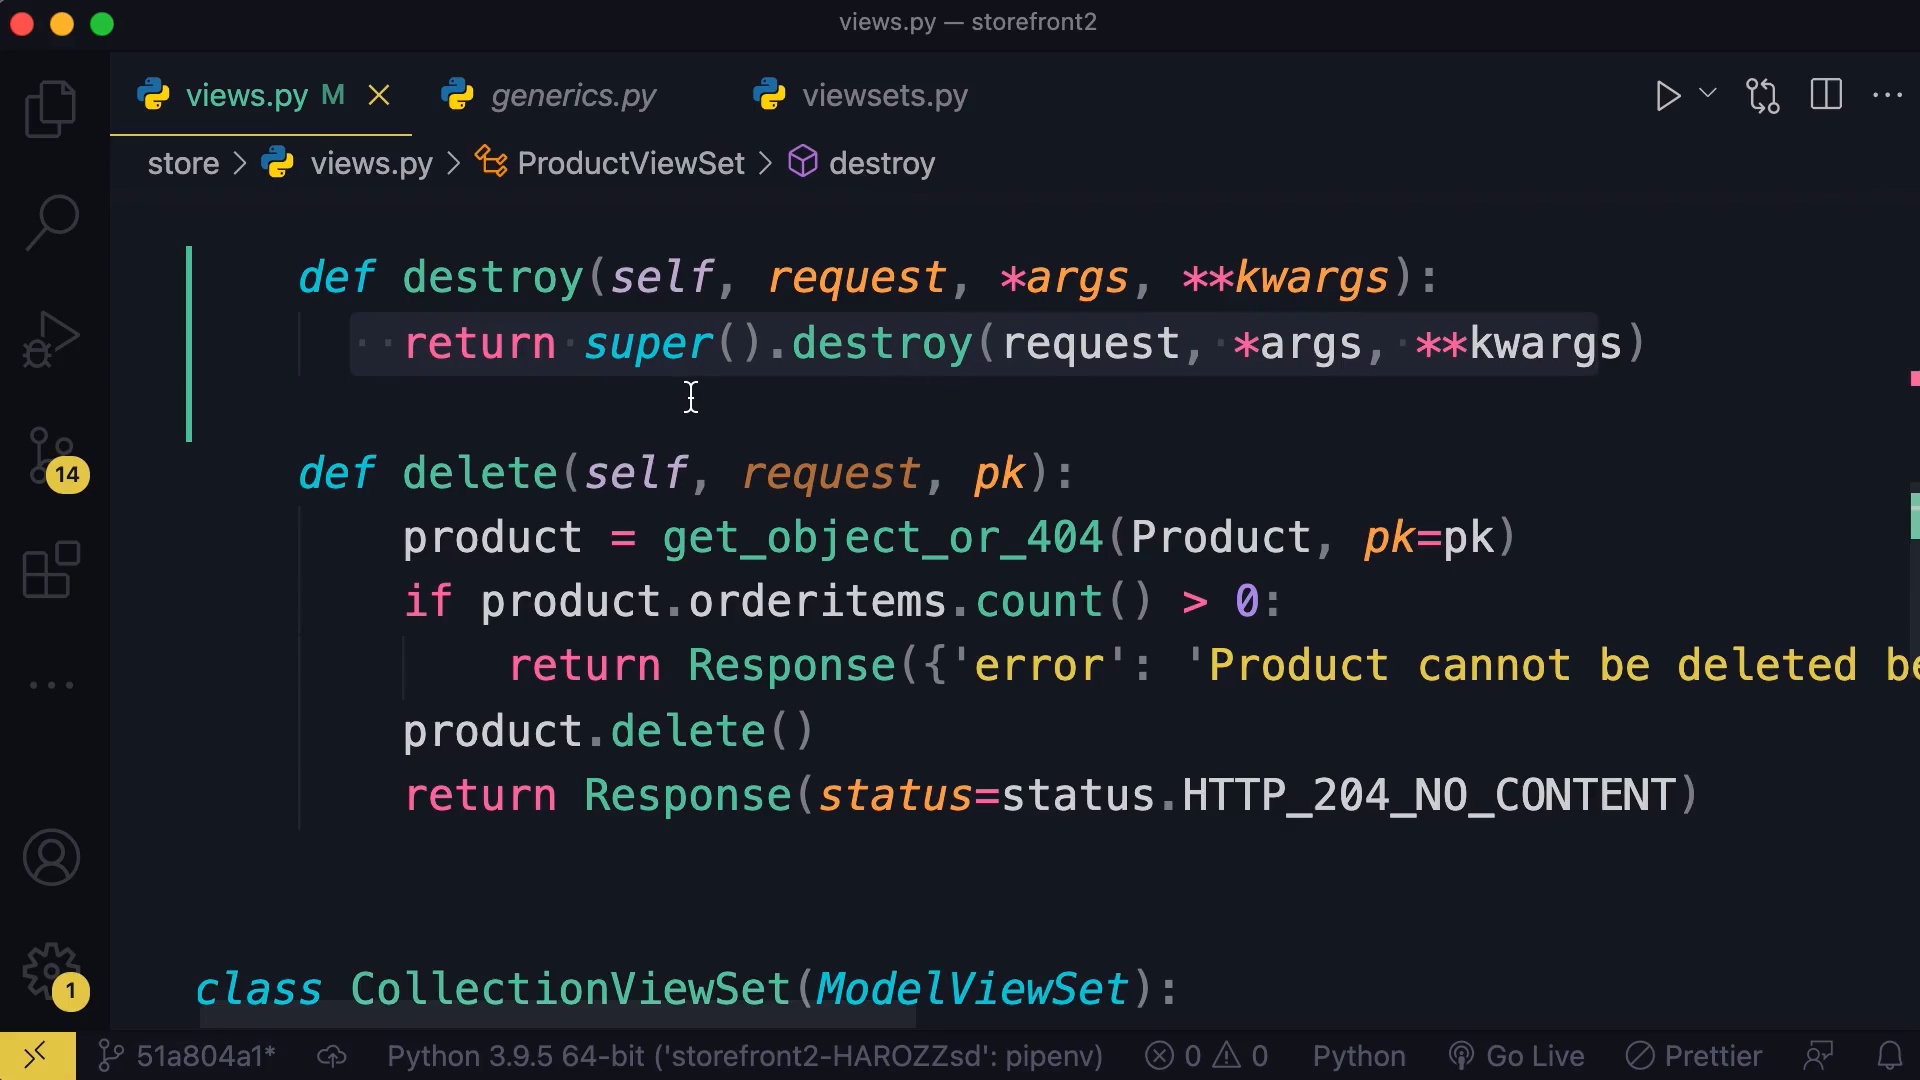 views.py — storefront2
views.py M
generics.py
viewsets.py
store > views.py > ProductViewSet > destroy
def destroy(self, request, *args, **kwargs):
return super().destroy(request, *args, **kwargs)
def delete(self, request, pk):
product = get_object_or_404(Product, pk=pk)
if product.orderitems.count() > 0:
return Response({'error': 'Product cannot be deleted be
product.delete()
return Response(status=status.HTTP_204_NO_CONTENT)
class CollectionViewSet(ModelViewSet):
14
1
51a804a1* Python 3.9.5 64-bit ('storefront2-HAROZZsd': pipenv) 0 0 Python Go Live Prettier